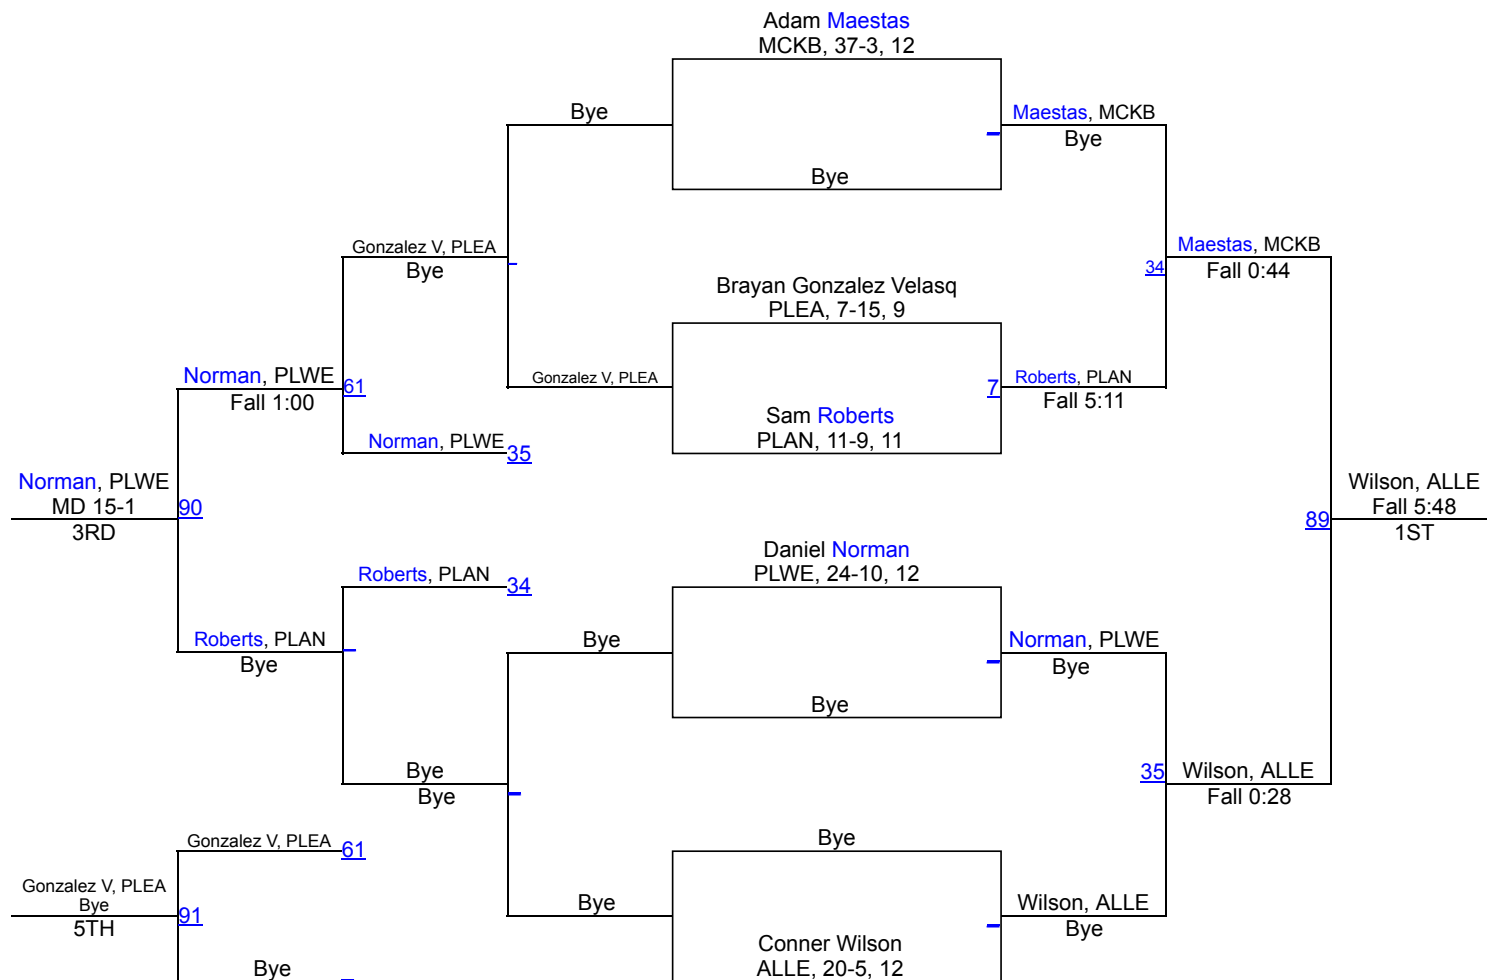 Adam Maestas
MCKB, 37-3, 12
Bye
Maestas, MCKB
Bye
Bye
Gonzalez V, PLEA
Bye
Maestas, MCKB
34
Fall 0:44
Brayan Gonzalez Velasq
PLEA, 7-15, 9
Norman, PLWE
61
Fall 1:00
Gonzalez V, PLEA
7
Roberts, PLAN
Fall 5:11
Sam Roberts
PLAN, 11-9, 11
Norman, PLWE
35
Norman, PLWE
MD 15-1
90
3RD
Wilson, ALLE
Fall 5:48
89
1ST
Daniel Norman
PLWE, 24-10, 12
Roberts, PLAN
34
Roberts, PLAN
Bye
Bye
Norman, PLWE
Bye
Bye
Bye
Bye
35
Wilson, ALLE
Fall 0:28
Gonzalez V, PLEA
61
Bye
Gonzalez V, PLEA
Bye
91
5TH
Bye
Wilson, ALLE
Bye
Conner Wilson
ALLE, 20-5, 12
Bye